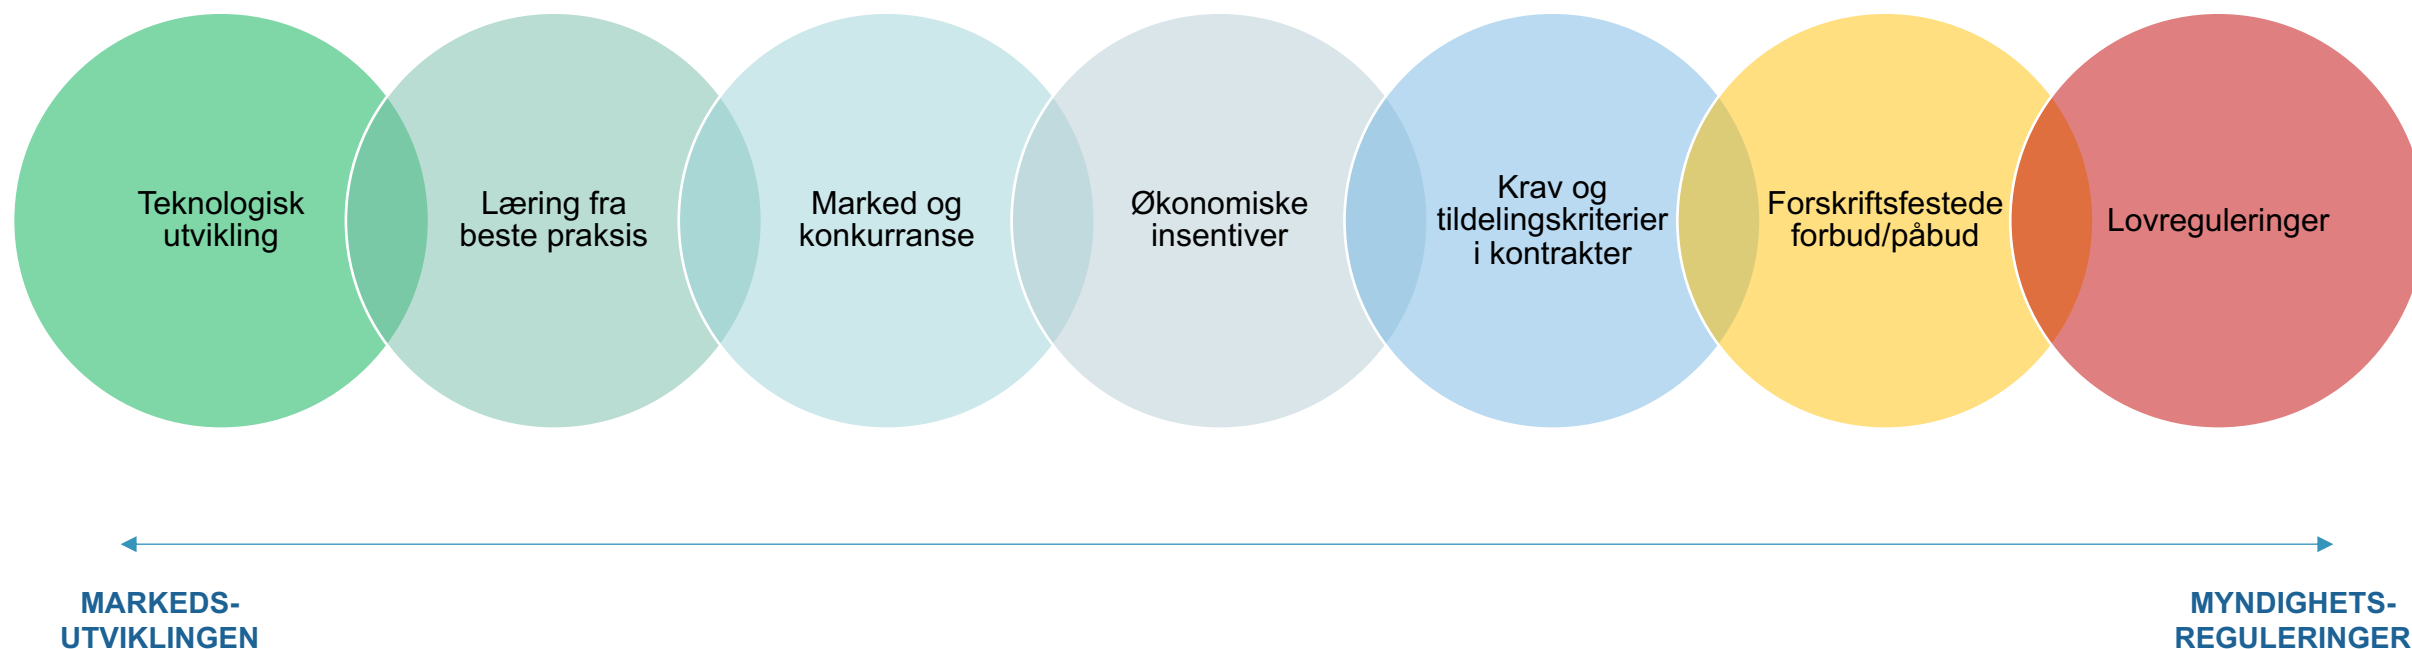 Teknologisk
utvikling
Læring fra
beste praksis
Marked og
konkurranse
Økonomiske
insentiver
Krav og
tildelingskriterier
i kontrakter
Forskriftsfestede
forbud/påbud
Lovreguleringer
MARKEDS-
UTVIKLINGEN
MYNDIGHETS-
REGULERINGER